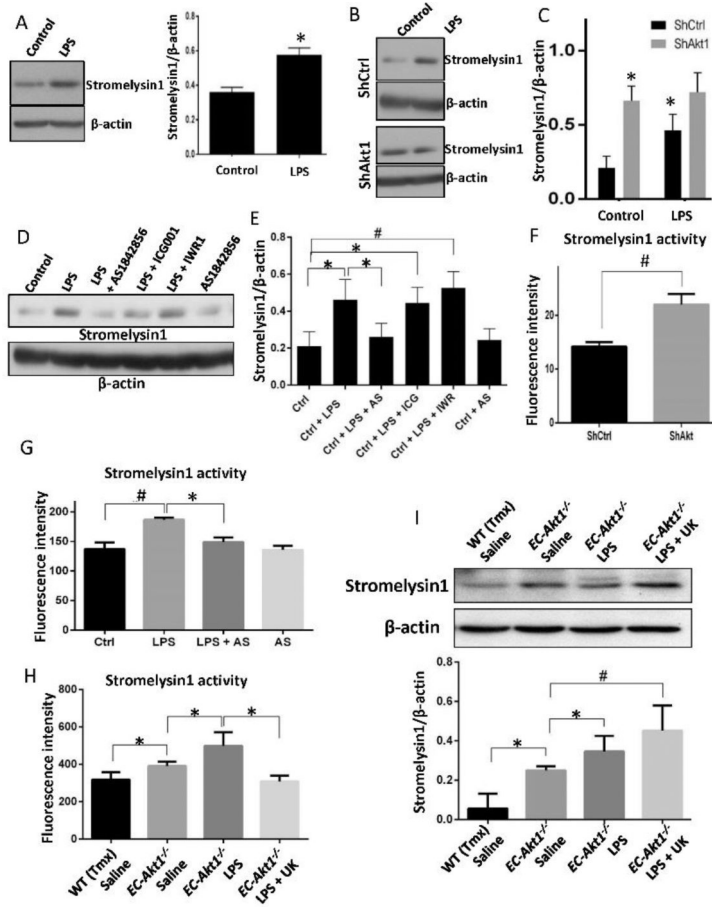 A
Control
LPS
Stromelysin1
β-actin
Stromelysin1/β-actin
0.8
0.6
0.4
0.2
0.0
*
Control
LPS
B
Control
LPS
ShCtrl
Stromelysin1
β-actin
ShAkt1
Stromelysin1
β-actin
C
ShCtrl
ShAkt1
Stromelysin1/β-actin
1.0
0.5
0.0
*
*
Control
LPS
D
Control
LPS
LPS + AS1842856
LPS + ICG001
LPS + IWR1
AS1842856
Stromelysin1
β-actin
E
Stromelysin1/β-actin
0.8
0.6
0.4
0.2
0.0
#
*
*
*
Ctrl
Ctrl + LPS
Ctrl + LPS + AS
Ctrl + LPS + ICG
Ctrl + LPS + IWR
Ctrl + AS
F
Stromelysin1 activity
#
Fluorescence intensity
20
10
0
ShCtrl
ShAkt
G
Stromelysin1 activity
#
*
Fluorescence intensity
200
150
100
50
0
Ctrl
LPS
LPS + AS
AS
H
Stromelysin1 activity
Fluorescence intensity
800
600
400
200
0
*
*
*
WT (Tmx) Saline
EC-Akt1-/- Saline
EC-Akt1-/- LPS
EC-Akt1-/- LPS + UK
I
WT (Tmx) Saline
EC-Akt1-/- Saline
EC-Akt1-/- LPS
EC-Akt1-/- LPS + UK
Stromelysin1
β-actin
Stromelysin1/β-actin
0.8
0.6
0.4
0.2
0.0
#
*
*
WT (Tmx) Saline
EC-Akt1-/- Saline
EC-Akt1-/- LPS
EC-Akt1-/- LPS + UK